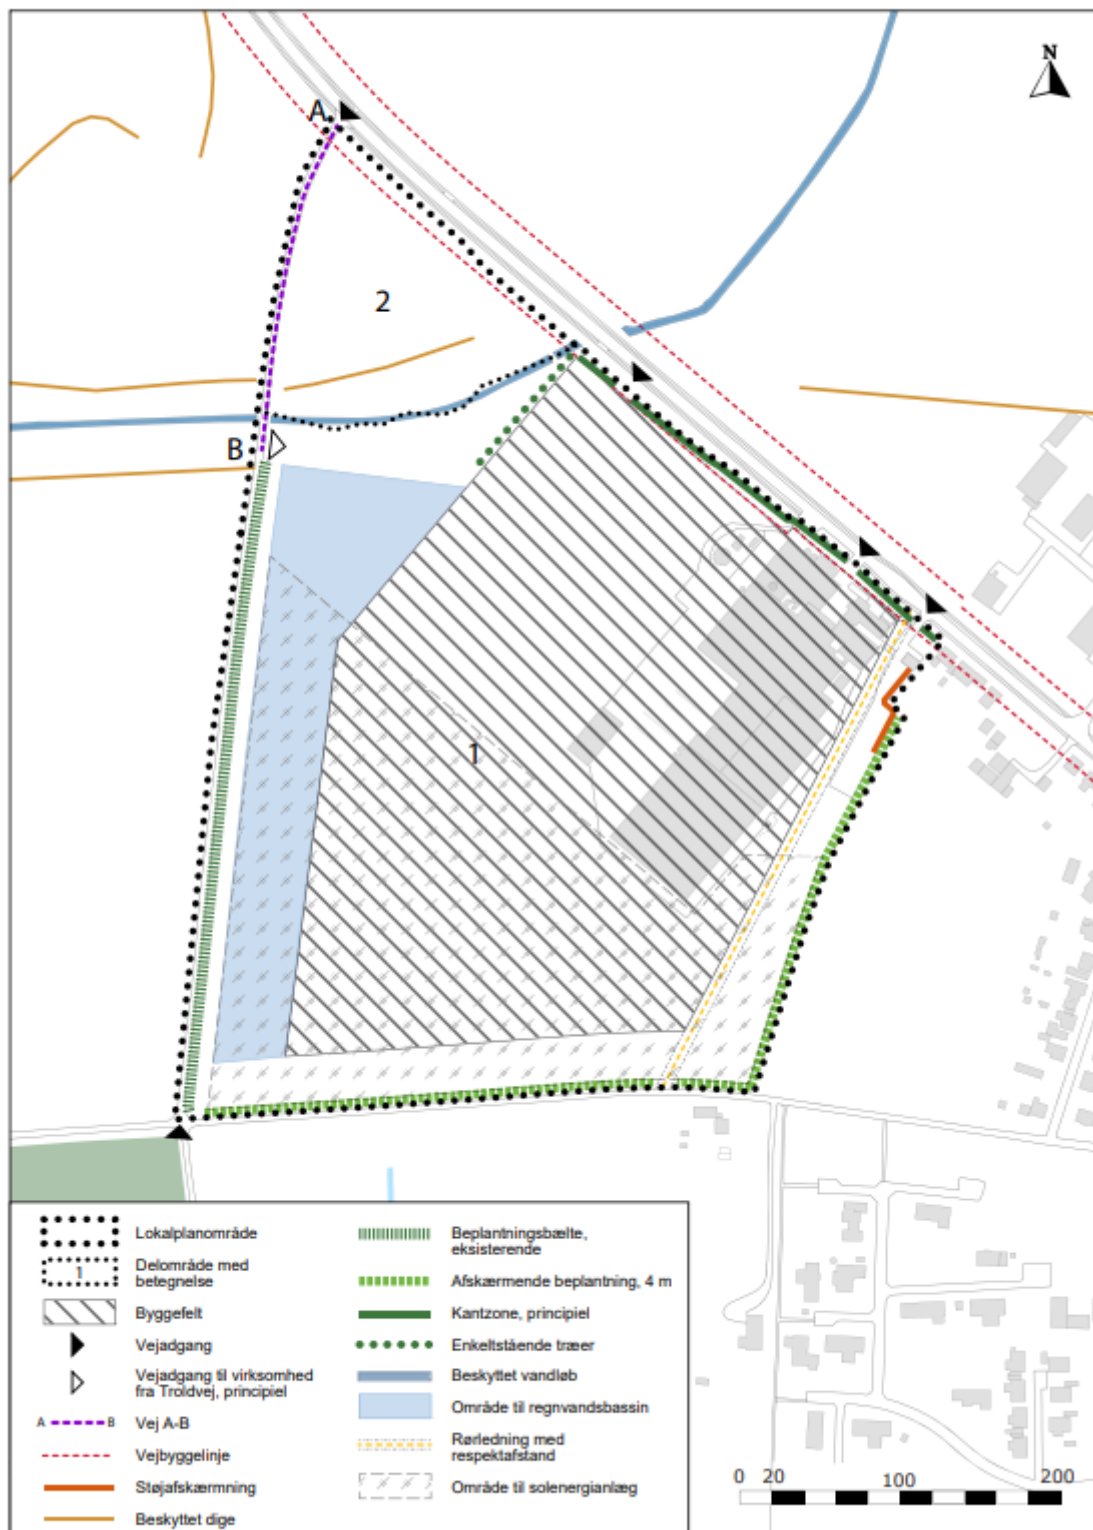 N
A
2
B
1
Lokalplanområde
1
Delområde med
betegnelse
Byggefelt
Vejadgang
Vejadgang til virksomhed
fra Troldvej, principiel
A B Vej A-B
Vejbyggelinje
Støjafskærmning
Beskyttet dige
Beplantningsbælte,
eksisterende
Afskærmende beplantning, 4 m
Kantzone, principiel
Enkeltstående træer
Beskyttet vandløb
Område til regnvandsbassin
Rørledning med
respektafstand
Område til solenergianlæg
0 20 100 200